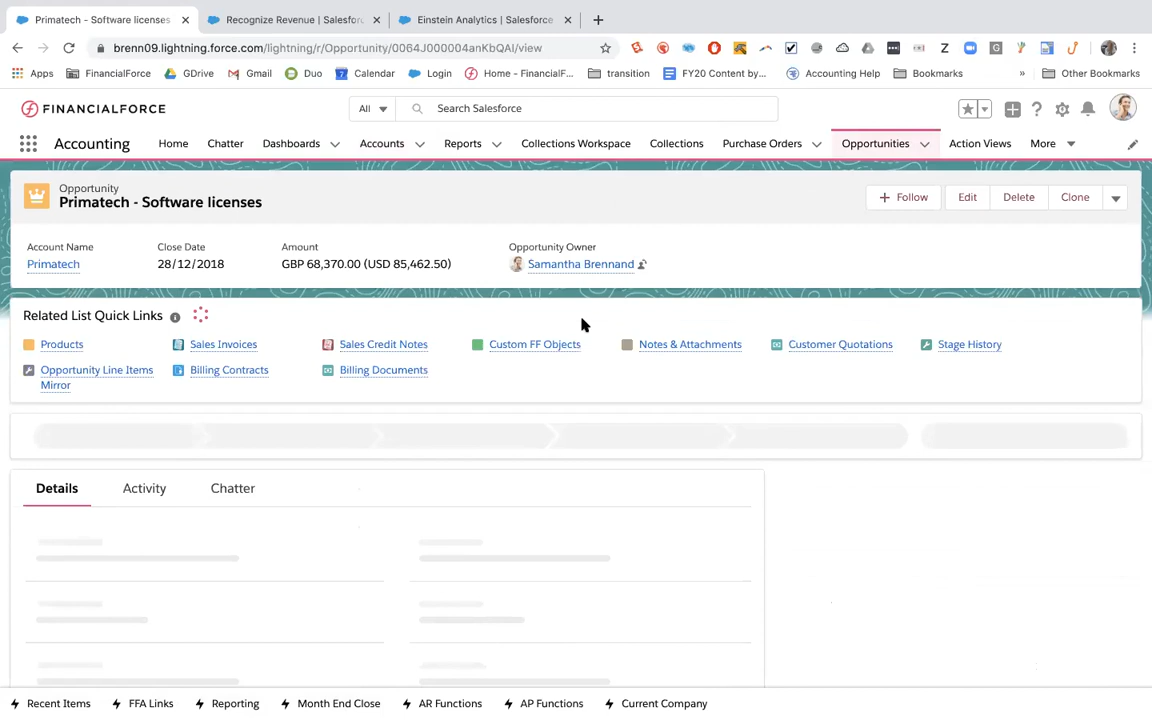 Primatech - Software licenses
Recognize Revenue | Salesforc
Einstein Analytics | Salesforce
brenn09.lightning.force.com/lightning/r/Opportunity/0064J000004anKbQAI/view
Apps FinancialForce GDrive Gmail Duo Calendar Login Home - FinancialF... transition FY20 Content by... Accounting Help Bookmarks » Other Bookmarks
FINANCIALFORCE
All Search Salesforce
Accounting Home Chatter Dashboards Accounts Reports Collections Workspace Collections Purchase Orders Opportunities Action Views More
Opportunity
Primatech - Software licenses
Follow Edit Delete Clone
Account Name Close Date Amount Opportunity Owner
Primatech 28/12/2018 GBP 68,370.00 (USD 85,462.50) Samantha Brennand
Related List Quick Links
Products Sales Invoices Sales Credit Notes Custom FF Objects Notes & Attachments Customer Quotations Stage History
Opportunity Line Items Billing Contracts Billing Documents
Mirror
Details Activity Chatter
Recent Items FFA Links Reporting Month End Close AR Functions AP Functions Current Company